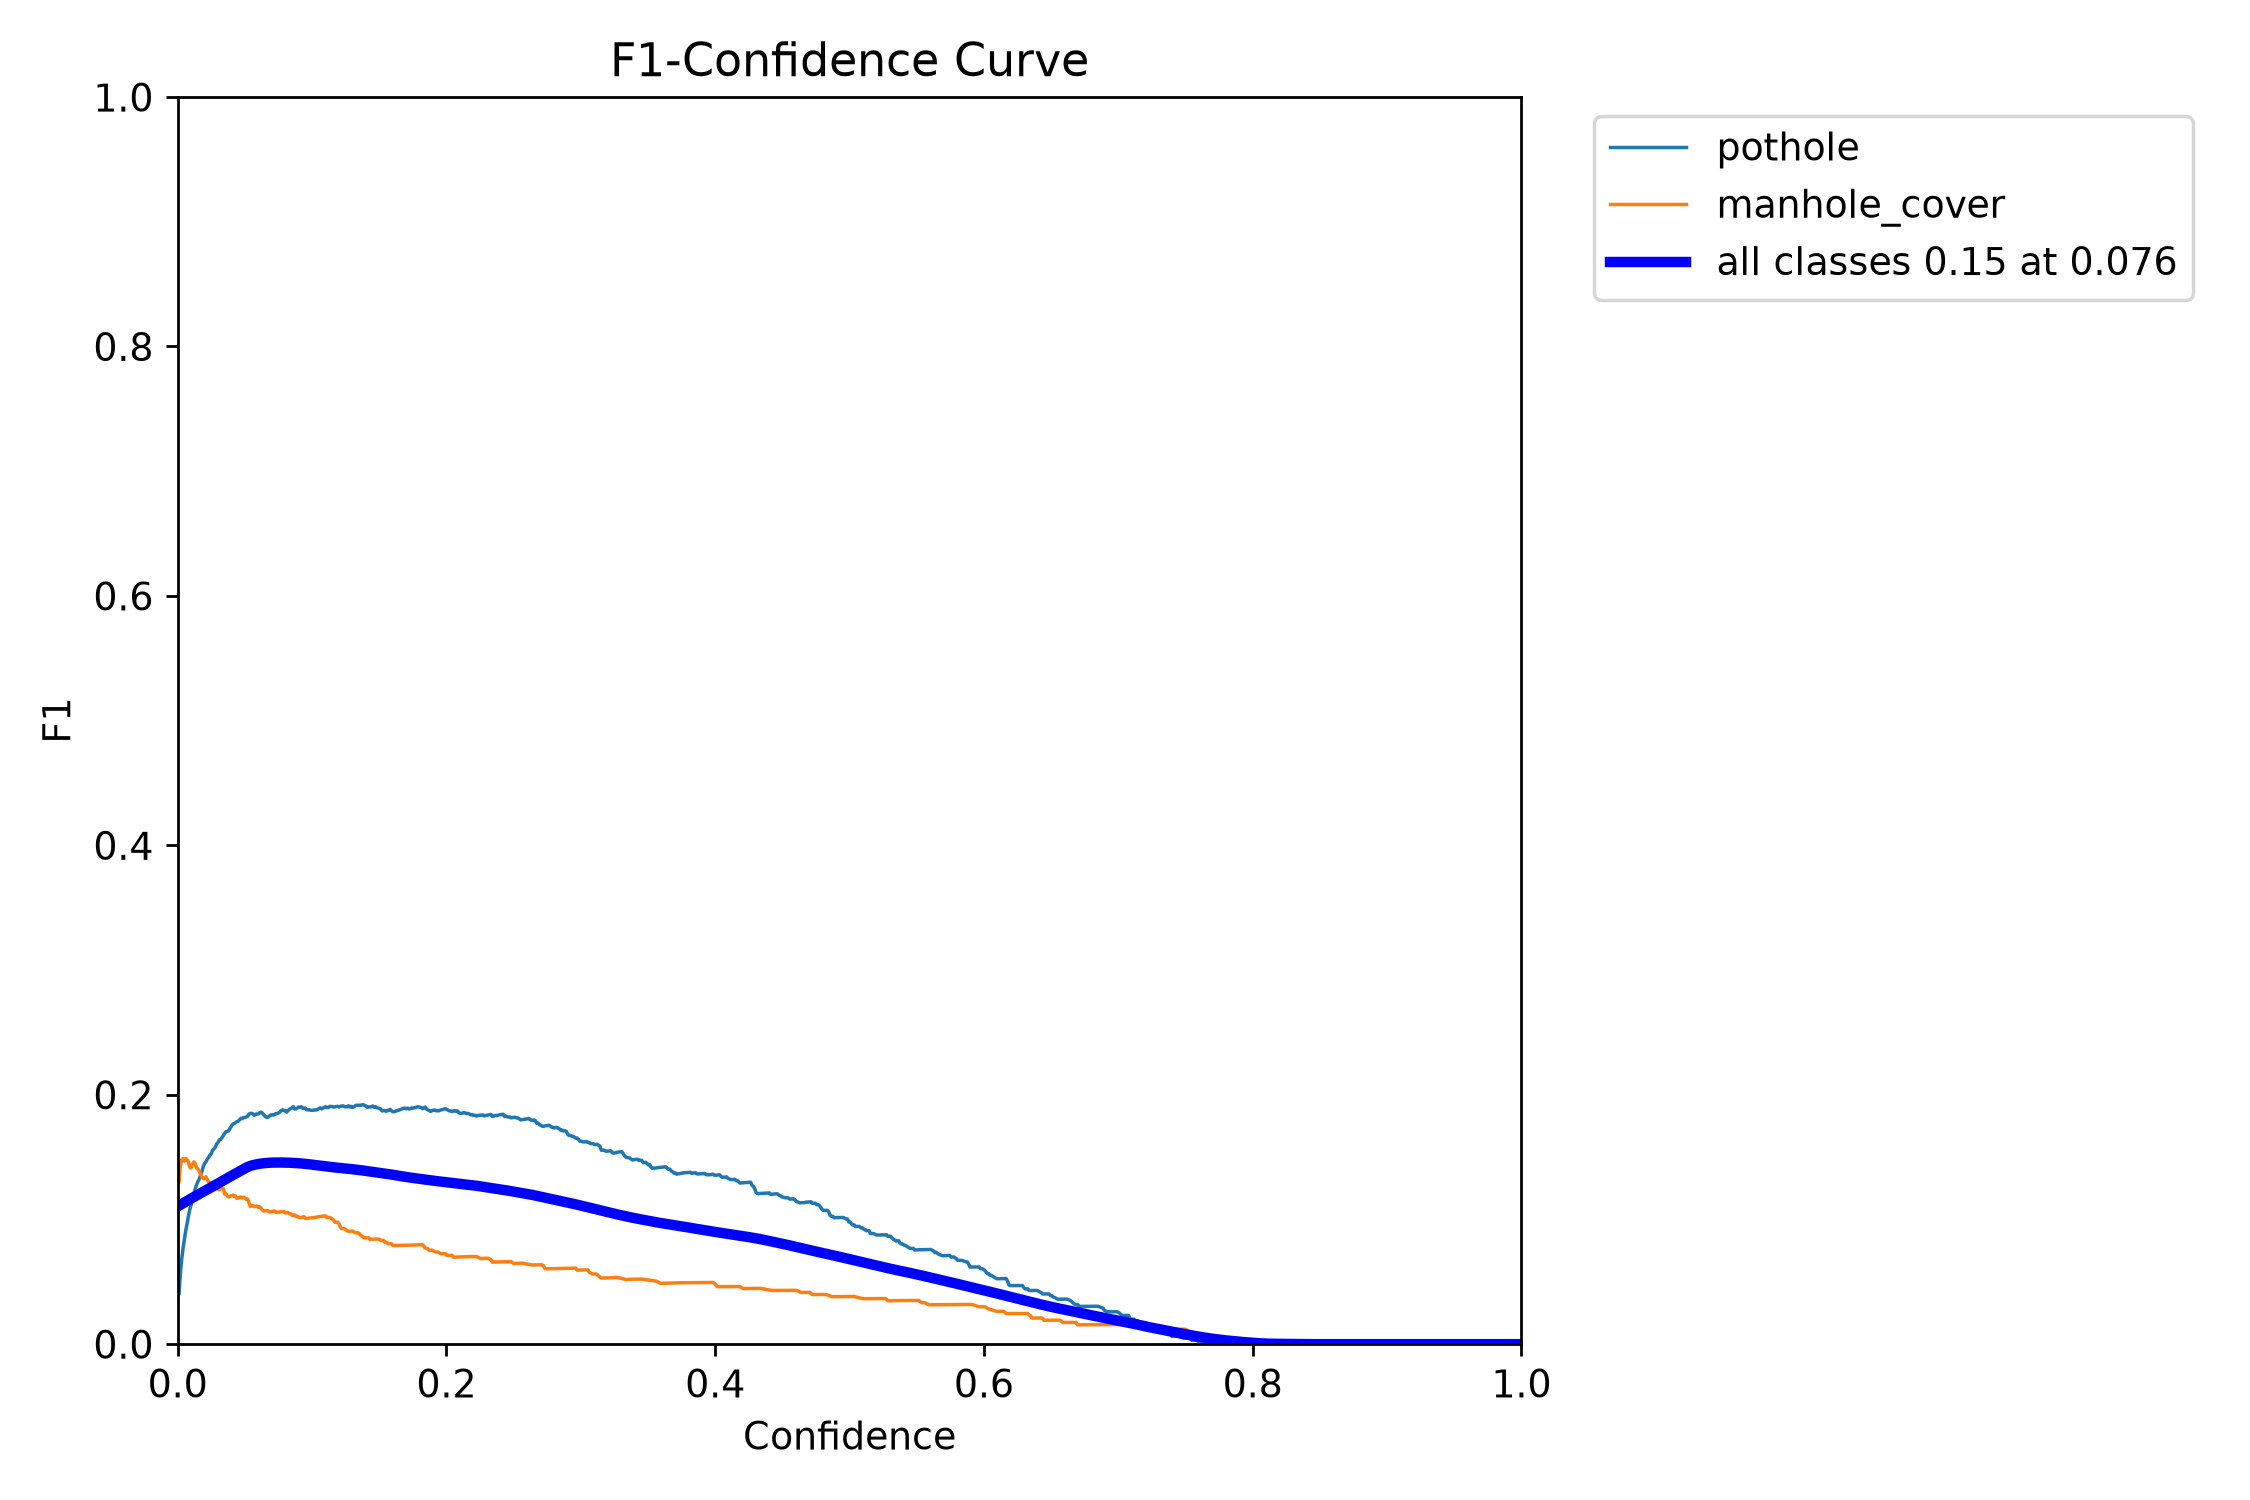 F1-Confidence Curve
1.0
0.8
0.6
0.4
0.2
0.0
F1
0.0 0.2 0.4 0.6 0.8 1.0
Confidence
pothole
manhole_cover
all classes 0.15 at 0.076